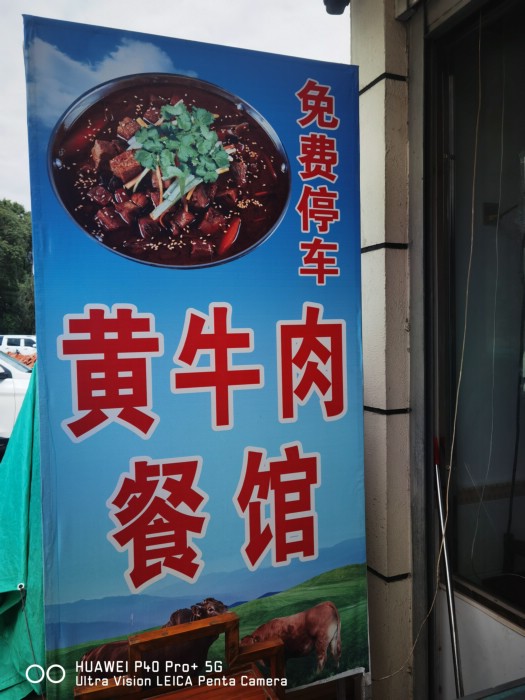 免费停车
黄牛肉
餐馆
HUAWEI P40 Pro+ 5G
Ultra Vision LEICA Penta Camera